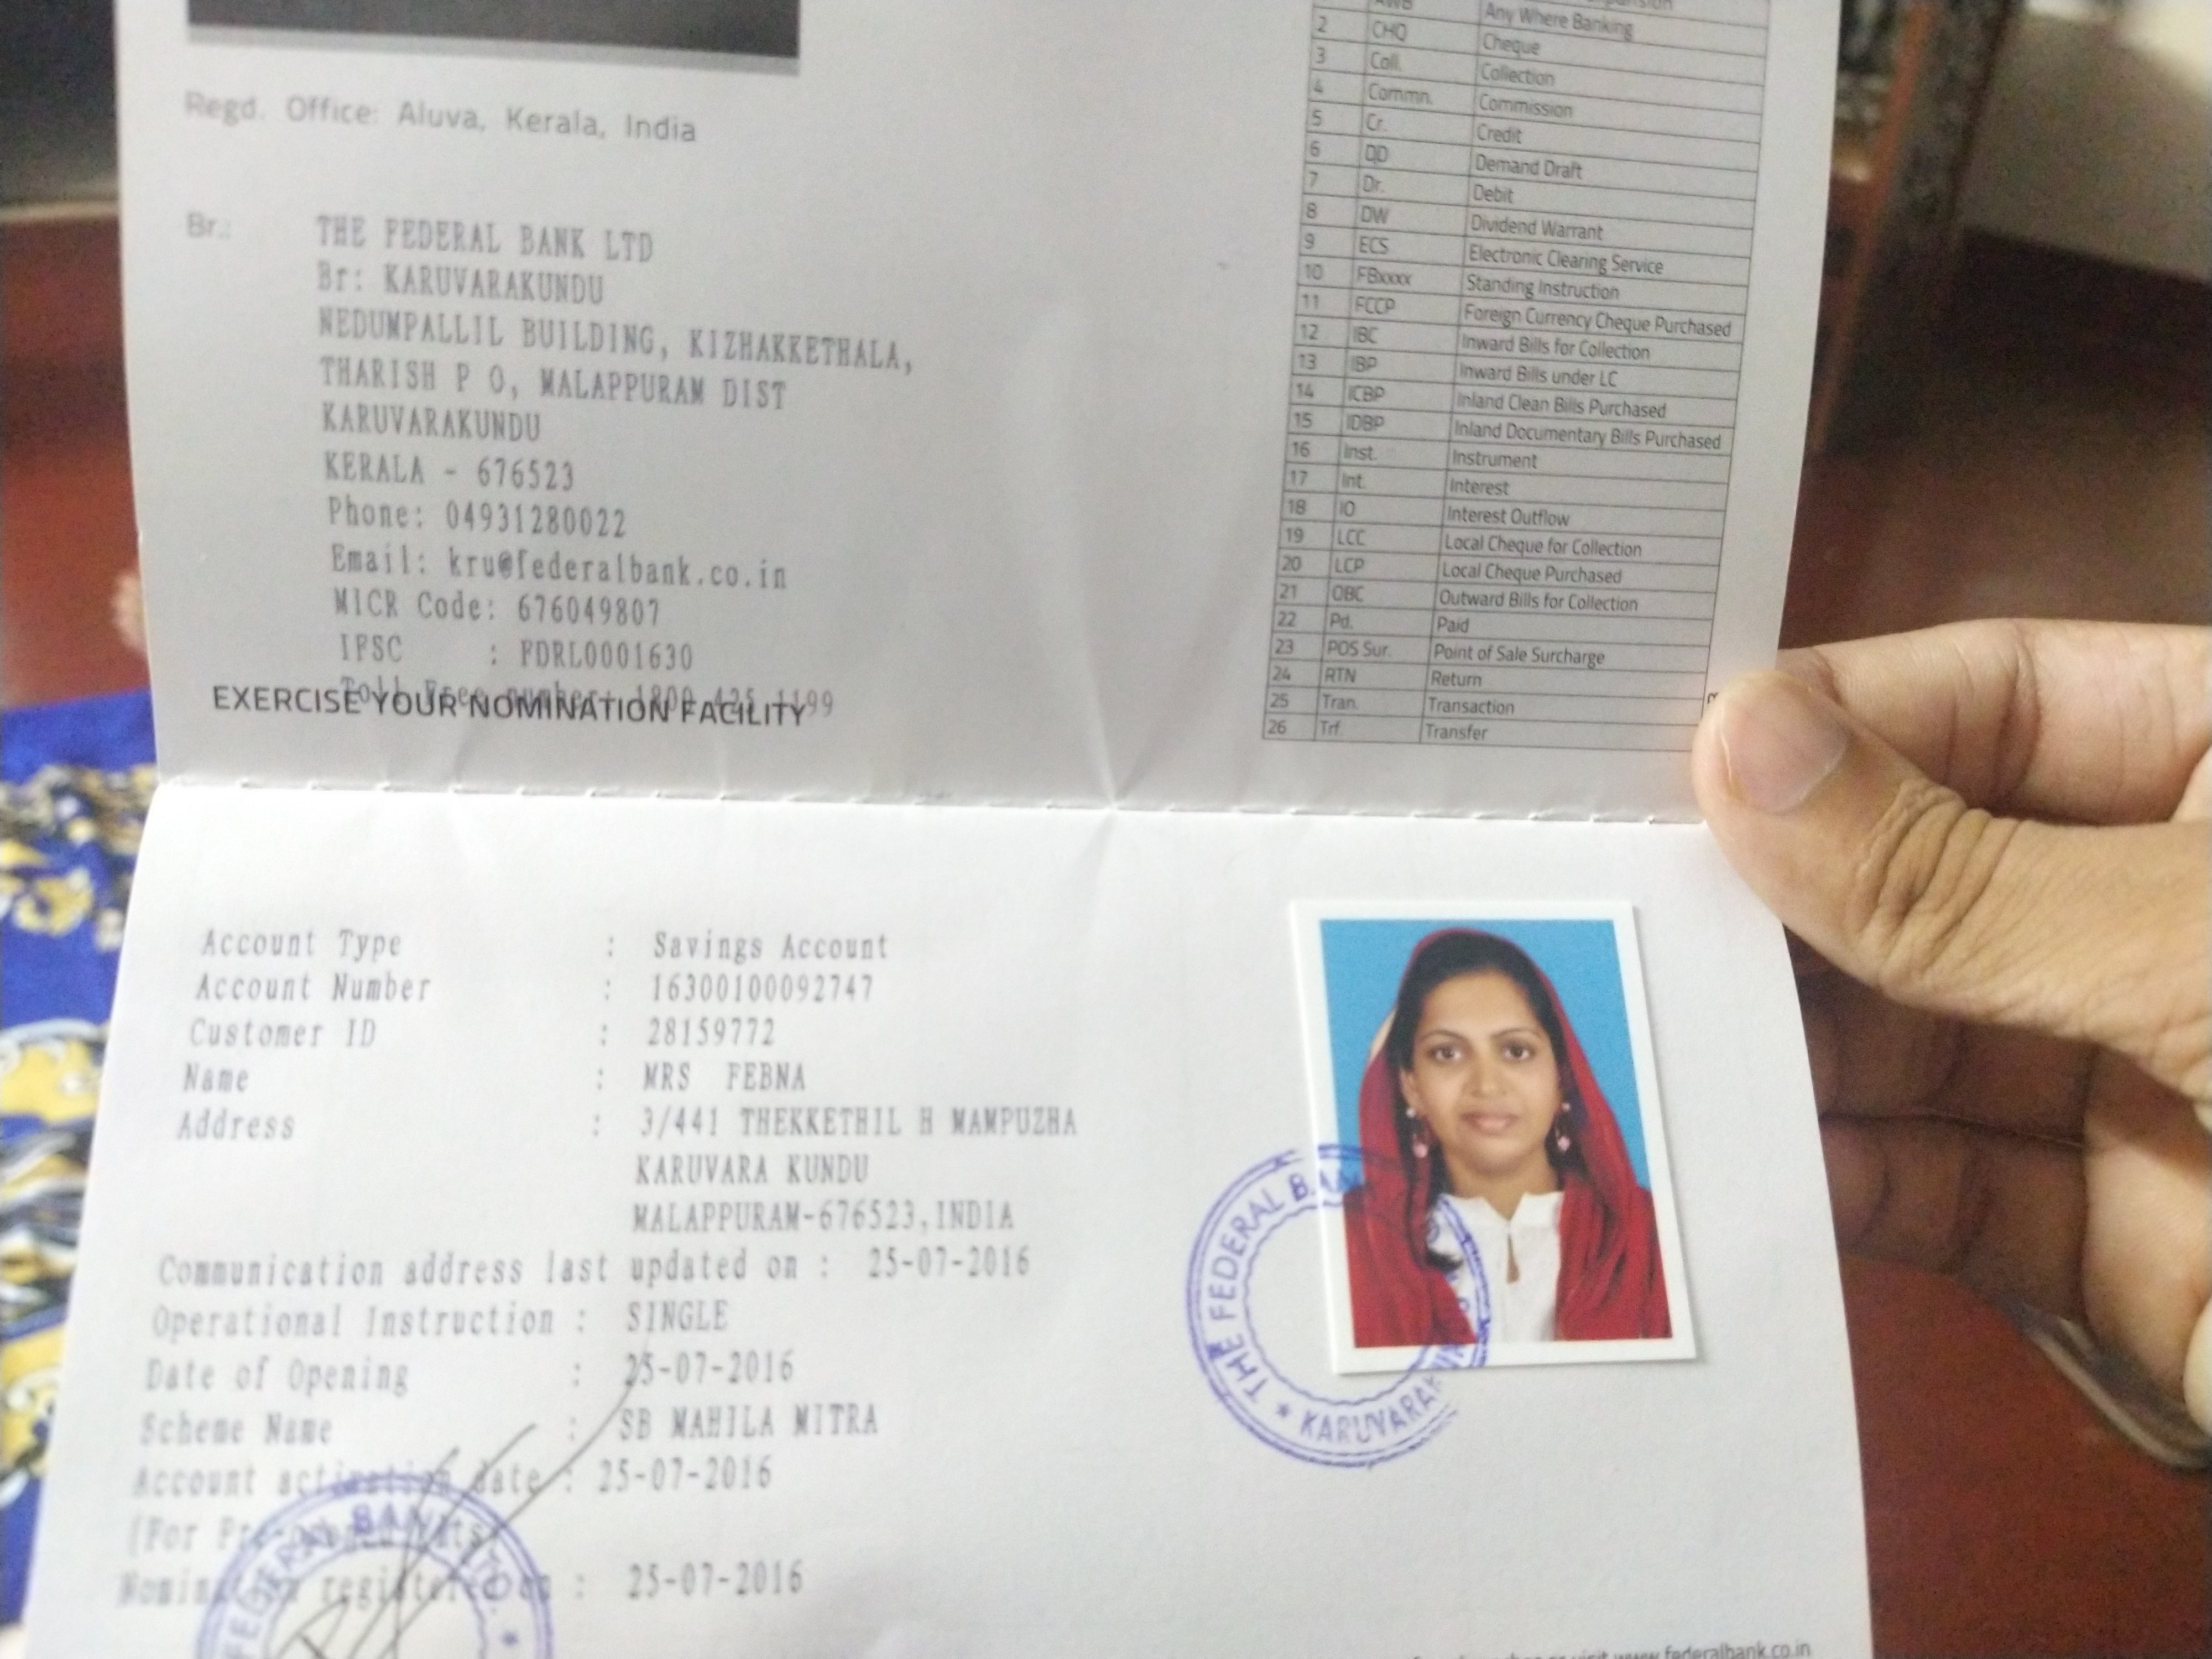 Regd. Office: Aluva, Kerala, India
Br.: THE FEDERAL BANK LTD
Br: KARUVARAKUNDU
NEDUMPALLIL BUILDING, KIZHAKKETHALA,
THARISH P O, MALAPPURAM DIST
KARUVARAKUNDU
KERALA - 676523
Phone: 04931280022
Email: kru@federalbank.co.in
MICR Code: 676049807
IFSC : FDRL0001630
Toll Free number: 1800 425 1199
EXERCISE YOUR NOMINATION FACILITY
AWB Any Where Banking
2 CHQ Cheque
3 Coll. Collection
4 Commn. Commission
5 Cr. Credit
6 DD Demand Draft
7 Dr. Debit
8 DW Dividend Warrant
9 ECS Electronic Clearing Service
10 FBxxxx Standing Instruction
11 FCCP Foreign Currency Cheque Purchased
12 IBC Inward Bills for Collection
13 IBP Inward Bills under LC
14 ICBP Inland Clean Bills Purchased
15 IDBP Inland Documentary Bills Purchased
16 Inst. Instrument
17 Int. Interest
18 IO Interest Outflow
19 LCC Local Cheque for Collection
20 LCP Local Cheque Purchased
21 OBC Outward Bills for Collection
22 Pd. Paid
23 POS Sur. Point of Sale Surcharge
24 RTN Return
25 Tran. Transaction
26 Trf. Transfer
Account Type : Savings Account
Account Number : 16300100092747
Customer ID : 28159772
Name : MRS FEBNA
Address : 3/441 THEKKETHIL H MAMPUZHA
KARUVARA KUNDU
MALAPPURAM-676523,INDIA
Communication address last updated on : 25-07-2016
Operational Instruction : SINGLE
Date of Opening : 25-07-2016
Scheme Name : SB MAHILA MITRA
Account activation date : 25-07-2016
(For
Nomination registered on : 25-07-2016
THE FEDERAL BANK
KARUVARAK
FEDERAL BANK LTD.
visit www.federalbank.co.in